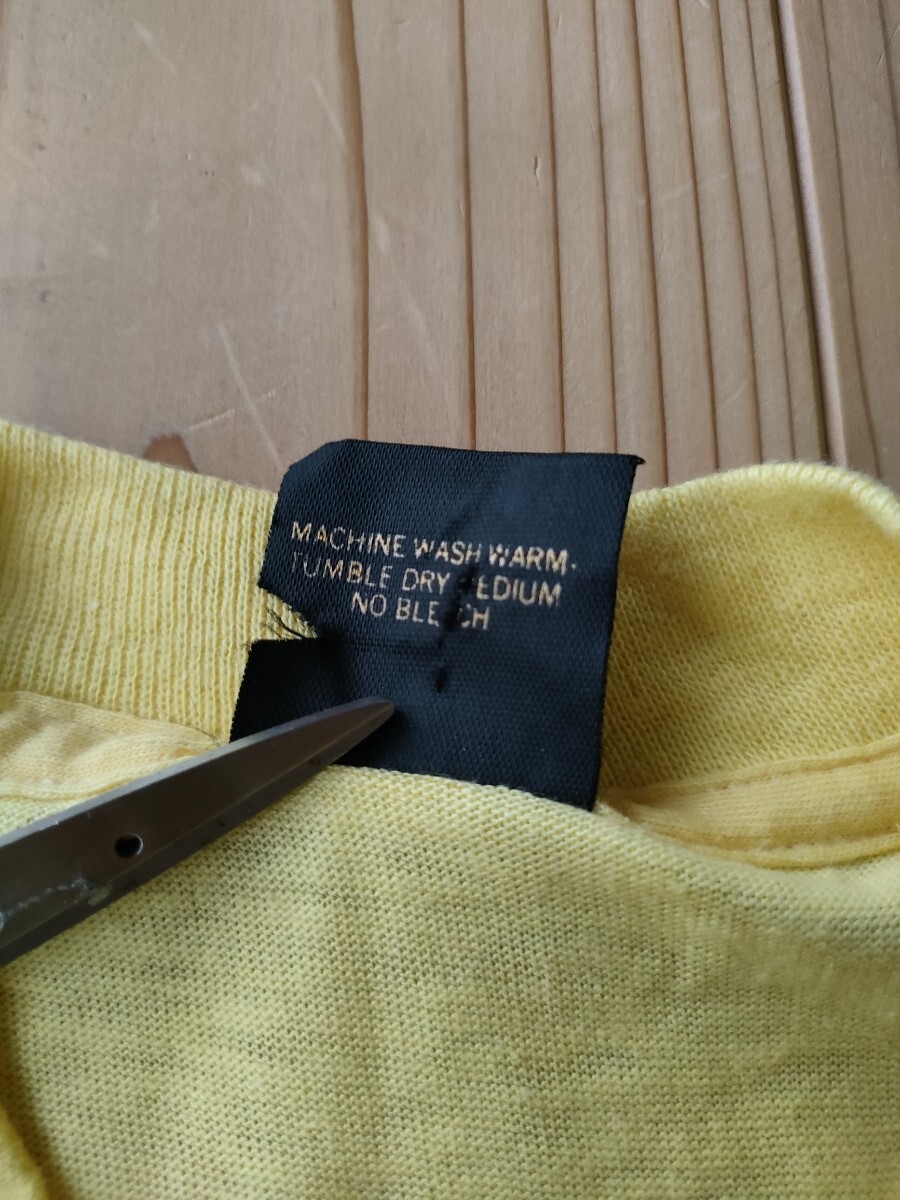 MACHINE WASH WARM.
TUMBLE DRY MEDIUM
NO BLEACH